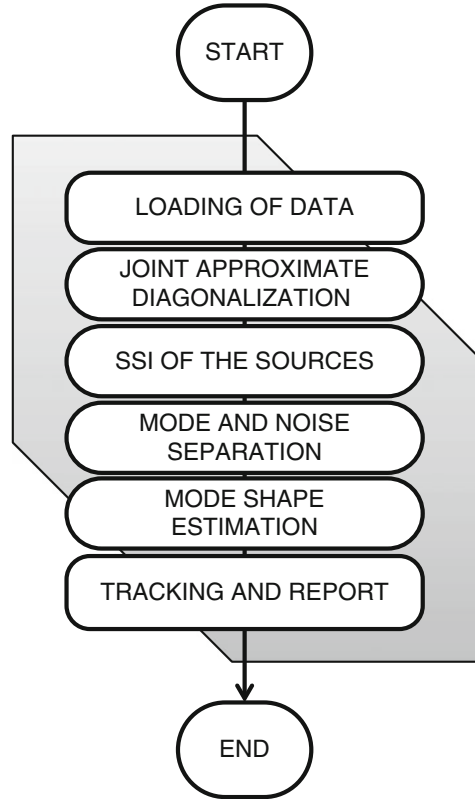 START
LOADING OF DATA
JOINT APPROXIMATE
DIAGONALIZATION
SSI OF THE SOURCES
MODE AND NOISE
SEPARATION
MODE SHAPE
ESTIMATION
TRACKING AND REPORT
END